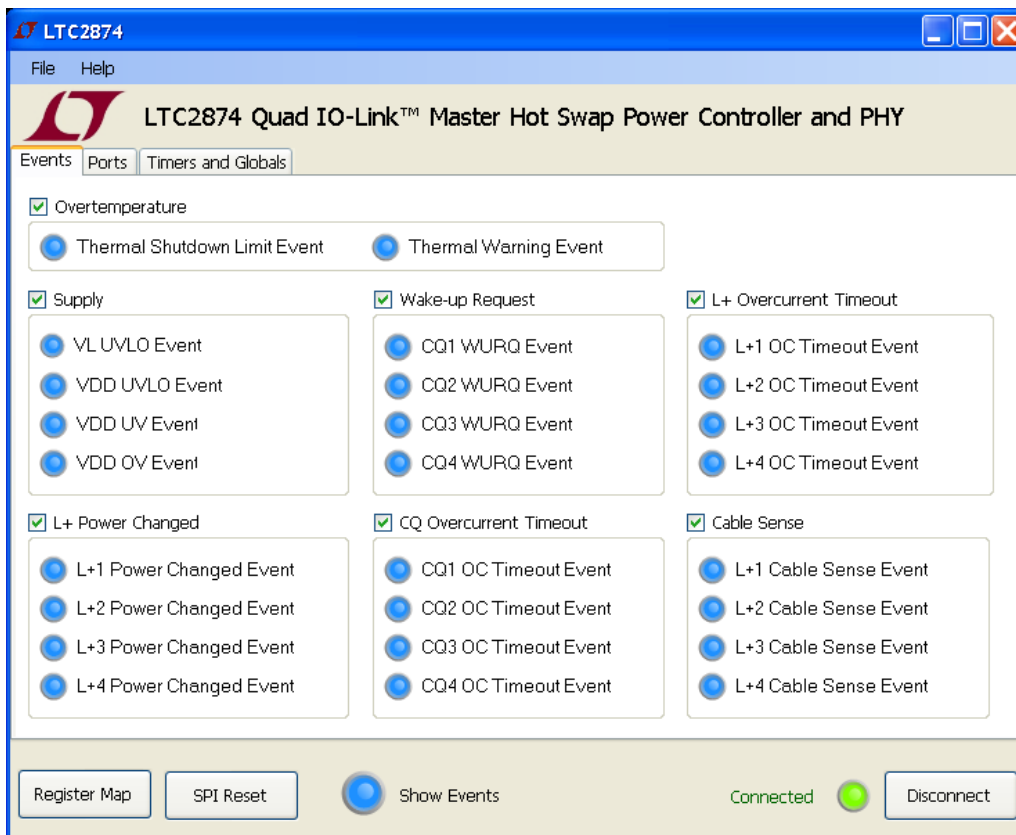 LTC2874
File Help
LTC2874 Quad IO-Link™ Master Hot Swap Power Controller and PHY
Events Ports Timers and Globals
Overtemperature
Thermal Shutdown Limit Event Thermal Warning Event
Supply
VL UVLO Event
VDD UVLO Event
VDD UV Event
VDD OV Event
Wake-up Request
CQ1 WURQ Event
CQ2 WURQ Event
CQ3 WURQ Event
CQ4 WURQ Event
L+ Overcurrent Timeout
L+1 OC Timeout Event
L+2 OC Timeout Event
L+3 OC Timeout Event
L+4 OC Timeout Event
L+ Power Changed
L+1 Power Changed Event
L+2 Power Changed Event
L+3 Power Changed Event
L+4 Power Changed Event
CQ Overcurrent Timeout
CQ1 OC Timeout Event
CQ2 OC Timeout Event
CQ3 OC Timeout Event
CQ4 OC Timeout Event
Cable Sense
L+1 Cable Sense Event
L+2 Cable Sense Event
L+3 Cable Sense Event
L+4 Cable Sense Event
Register Map SPI Reset Show Events Connected Disconnect